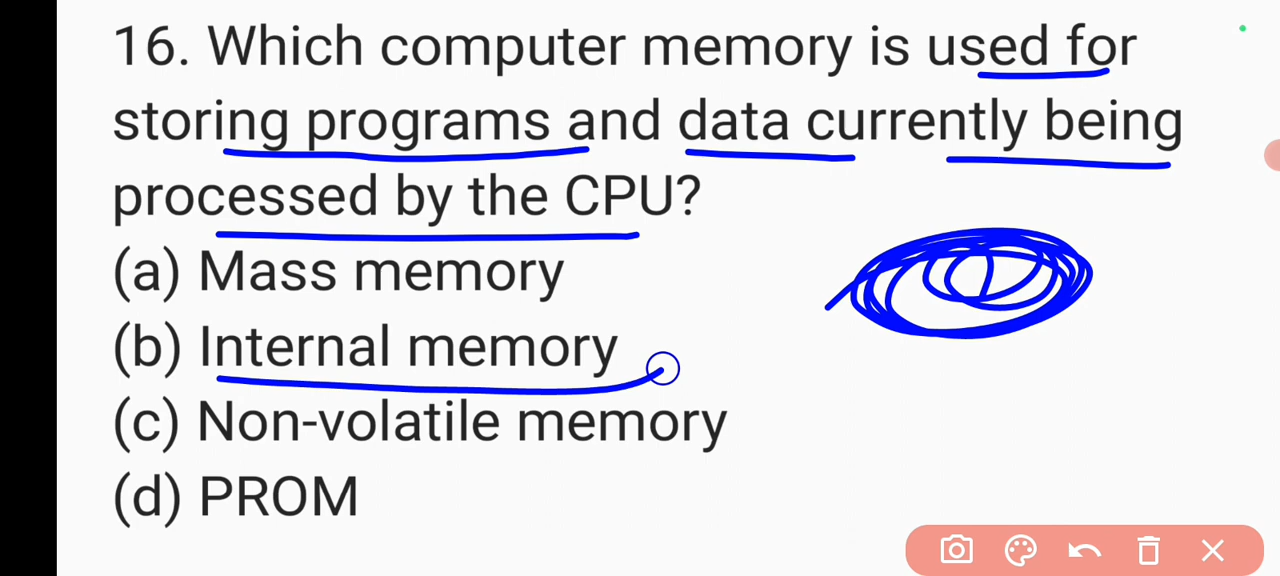 16. Which computer memory is used for
storing programs and data currently being
processed by the CPU?
(a) Mass memory
(b) Internal memory
(c) Non-volatile memory
(d) PROM